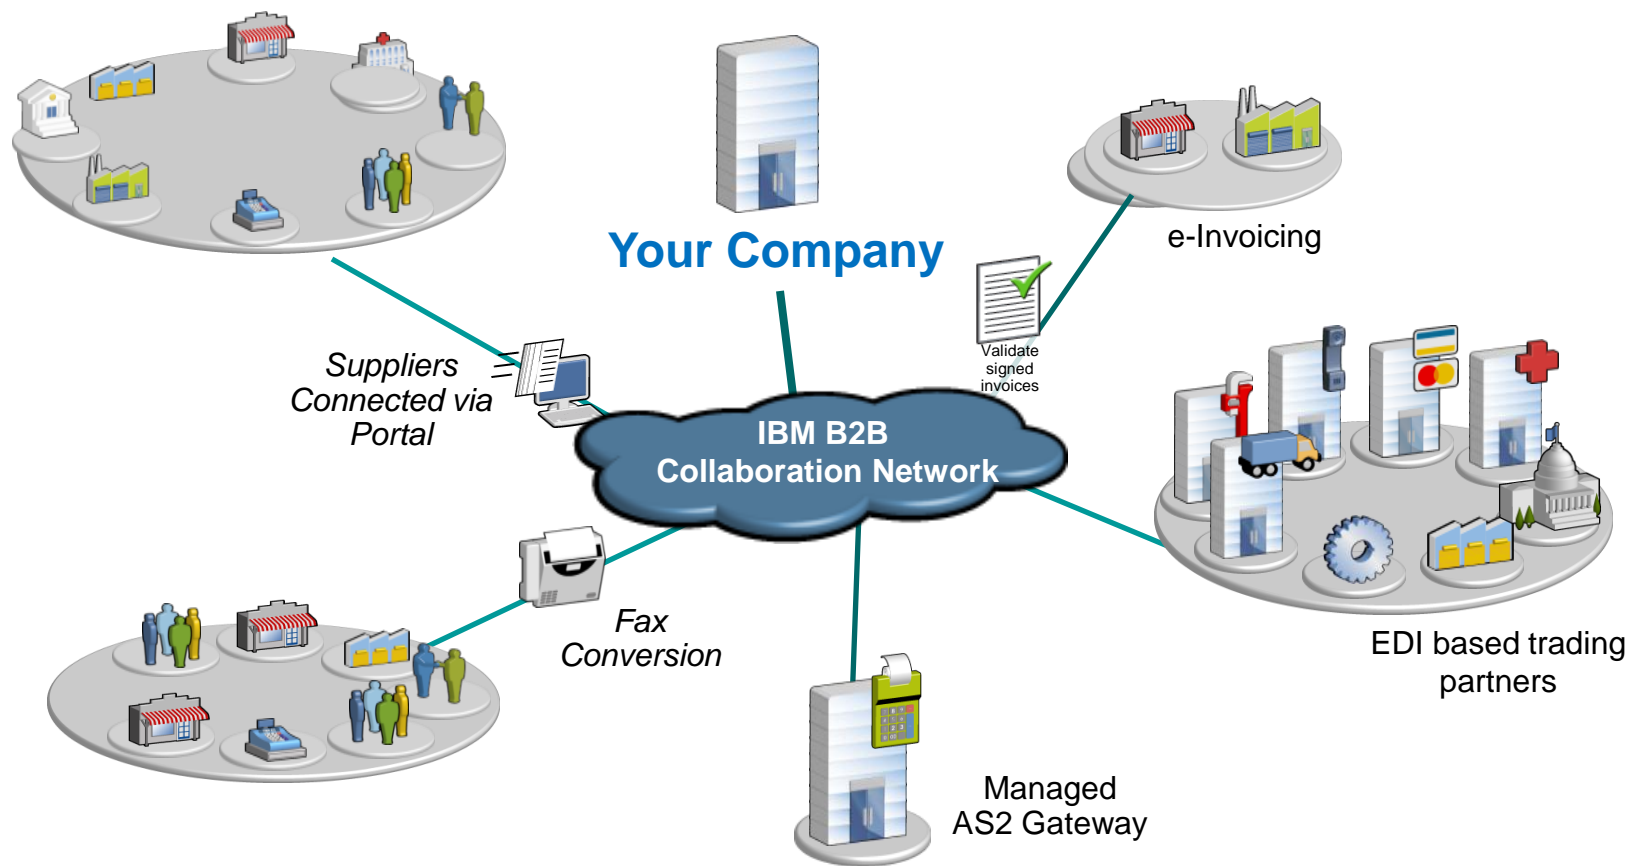 Your Company
e-Invoicing
Validate
signed
invoices
Suppliers
Connected via
Portal
IBM B2B
Collaboration Network
Fax
Conversion
EDI based trading
partners
Managed
AS2 Gateway